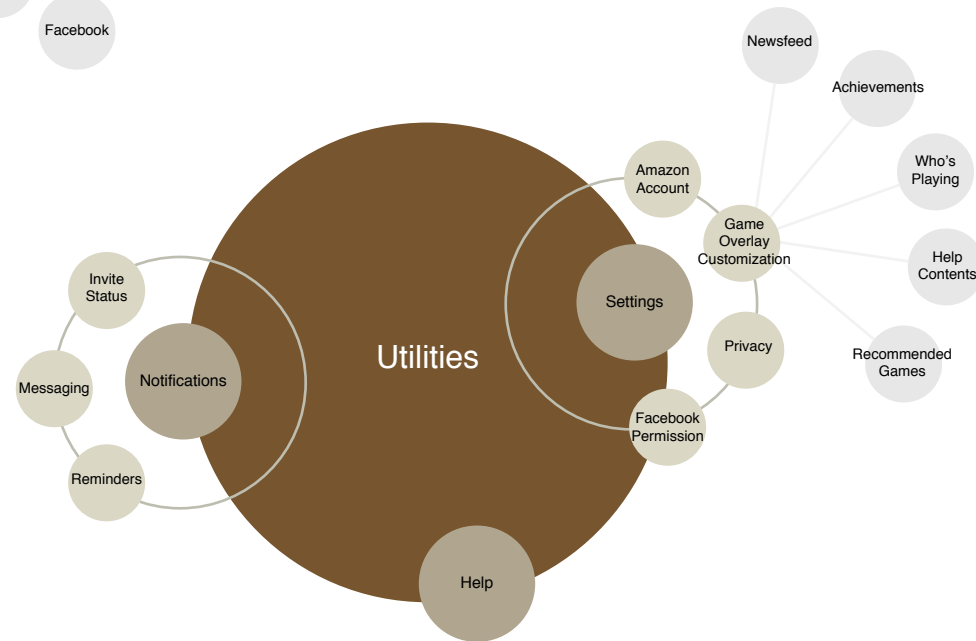 Facebook
Newsfeed
Achievements
Who's
Playing
Amazon
Account
Game
Overlay
Customization
Help
Contents
Invite
Status
Settings
Privacy
Recommended
Games
Utilities
Notifications
Messaging
Facebook
Permission
Reminders
Help